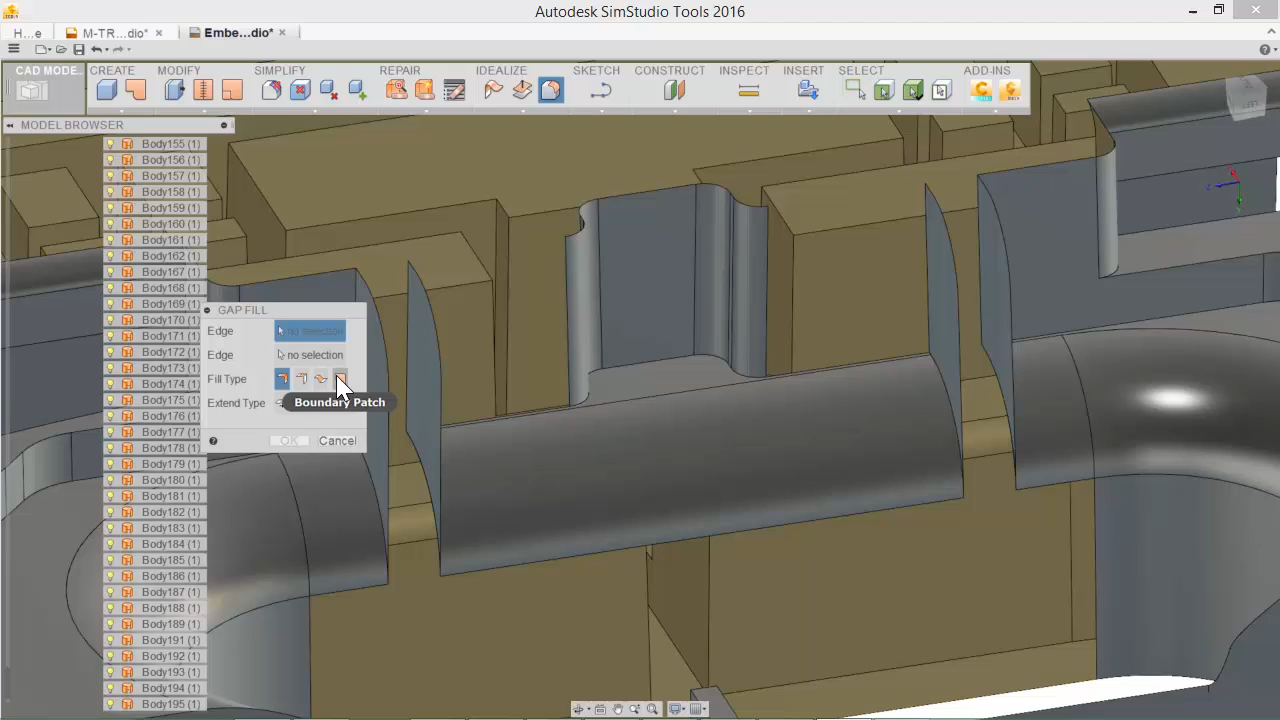 Autodesk SimStudio Tools 2016
H...e
M-TR...dio*
Embe...dio*
CAD MODE...
CREATE
MODIFY
SIMPLIFY
REPAIR
IDEALIZE
SKETCH
CONSTRUCT
INSPECT
INSERT
SELECT
ADD-INS
MODEL BROWSER
Body155 (1)
Body156 (1)
Body157 (1)
Body158 (1)
Body159 (1)
Body160 (1)
Body161 (1)
Body162 (1)
Body167 (1)
Body168 (1)
Body169 (1)
Body170 (1)
Body171 (1)
Body172 (1)
Body173 (1)
Body174 (1)
Body175 (1)
Body176 (1)
Body177 (1)
Body178 (1)
Body179 (1)
Body180 (1)
Body181 (1)
Body182 (1)
Body183 (1)
Body184 (1)
Body185 (1)
Body186 (1)
Body187 (1)
Body188 (1)
Body189 (1)
Body191 (1)
Body192 (1)
Body193 (1)
Body194 (1)
Body195 (1)
GAP FILL
Edge no selection
Edge no selection
Fill Type
Extend Type
Boundary Patch
OK Cancel